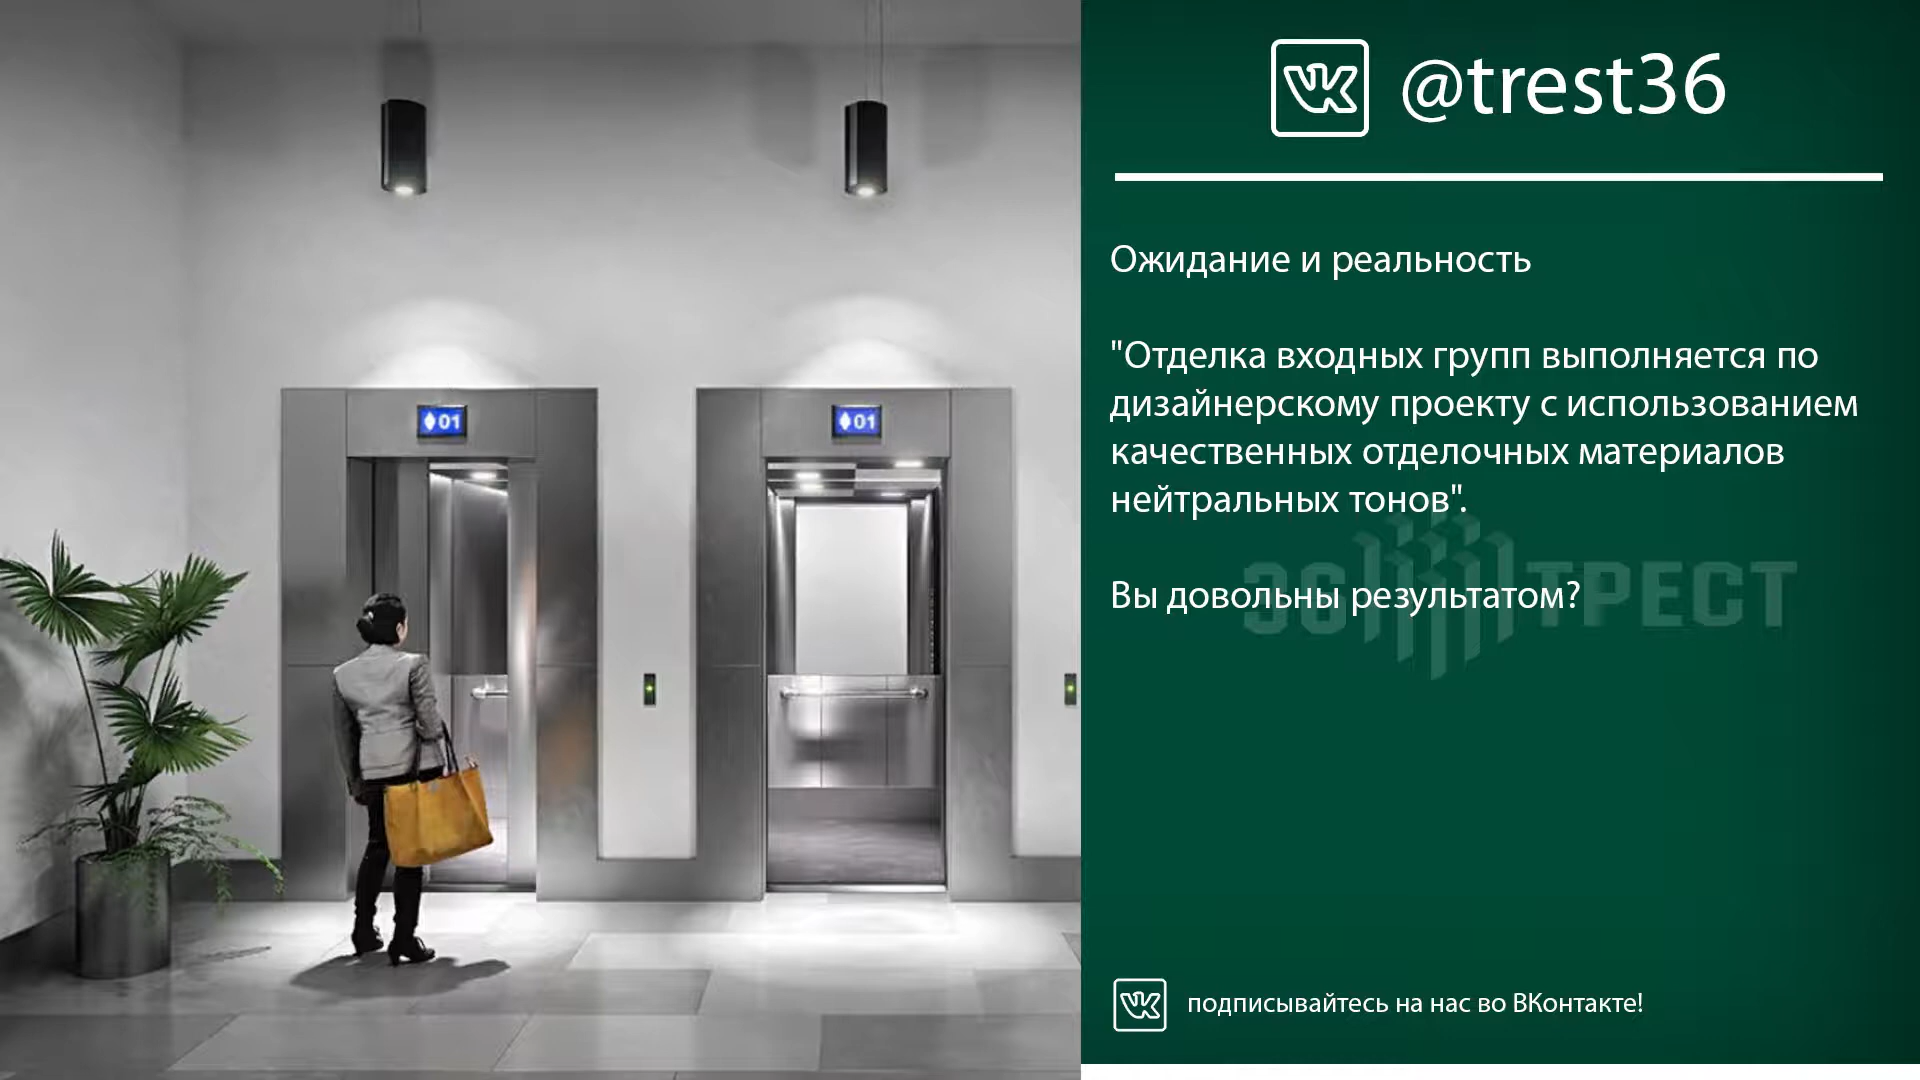 @trest36
Ожидание и реальность
"Отделка входных групп выполняется по
дизайнерскому проекту с использованием
качественных отделочных материалов
нейтральных тонов".
Вы довольны результатом?
36 ТРЕСТ
подписывайтесь на нас во ВКонтакте!
01
01